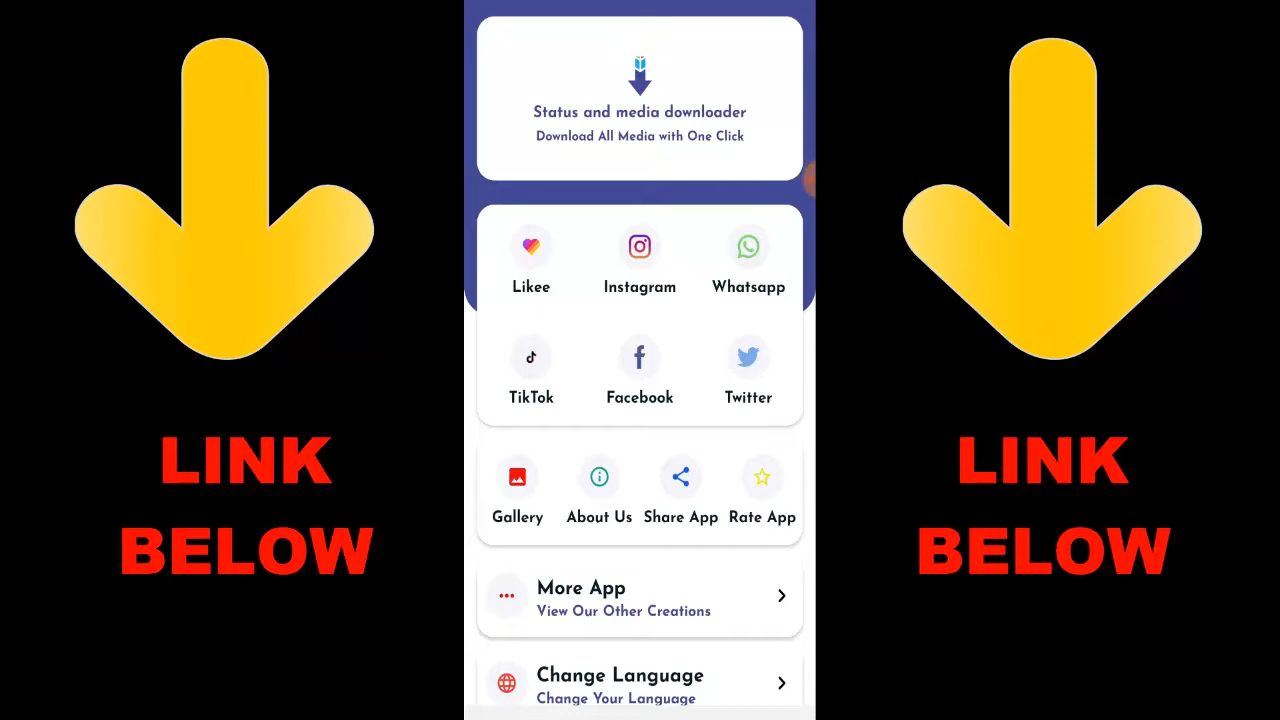 Status and media downloader
Download All Media with One Click
Likee
Instagram
Whatsapp
TikTok
Facebook
Twitter
Gallery
About Us
Share App
Rate App
More App
View Our Other Creations
Change Language
Change Your Language
LINK
BELOW
LINK
BELOW